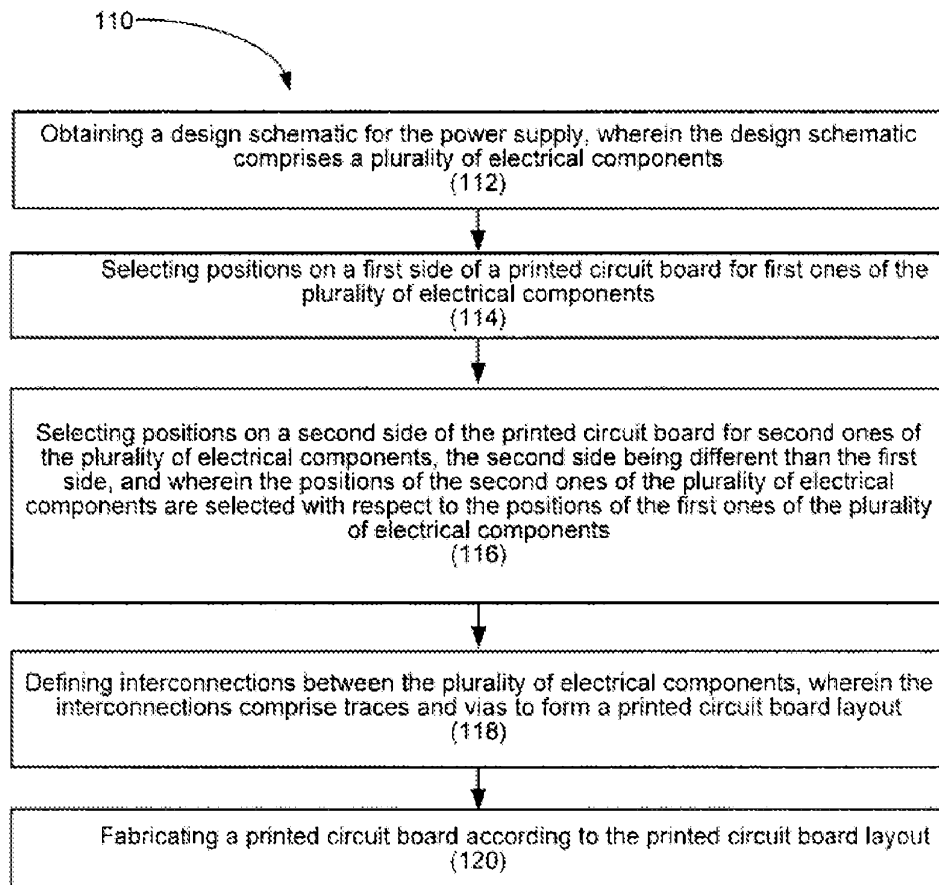 110
Obtaining a design schematic for the power supply, wherein the design schematic
comprises a plurality of electrical components
(112)
Selecting positions on a first side of a printed circuit board for first ones of the
plurality of electrical components
(114)
Selecting positions on a second side of the printed circuit board for second ones of
the plurality of electrical components, the second side being different than the first
side, and wherein the positions of the second ones of the plurality of electrical
components are selected with respect to the positions of the first ones of the plurality
of electrical components
(116)
Defining interconnections between the plurality of electrical components, wherein the
interconnections comprise traces and vias to form a printed circuit board layout
(118)
Fabricating a printed circuit board according to the printed circuit board layout
(120)